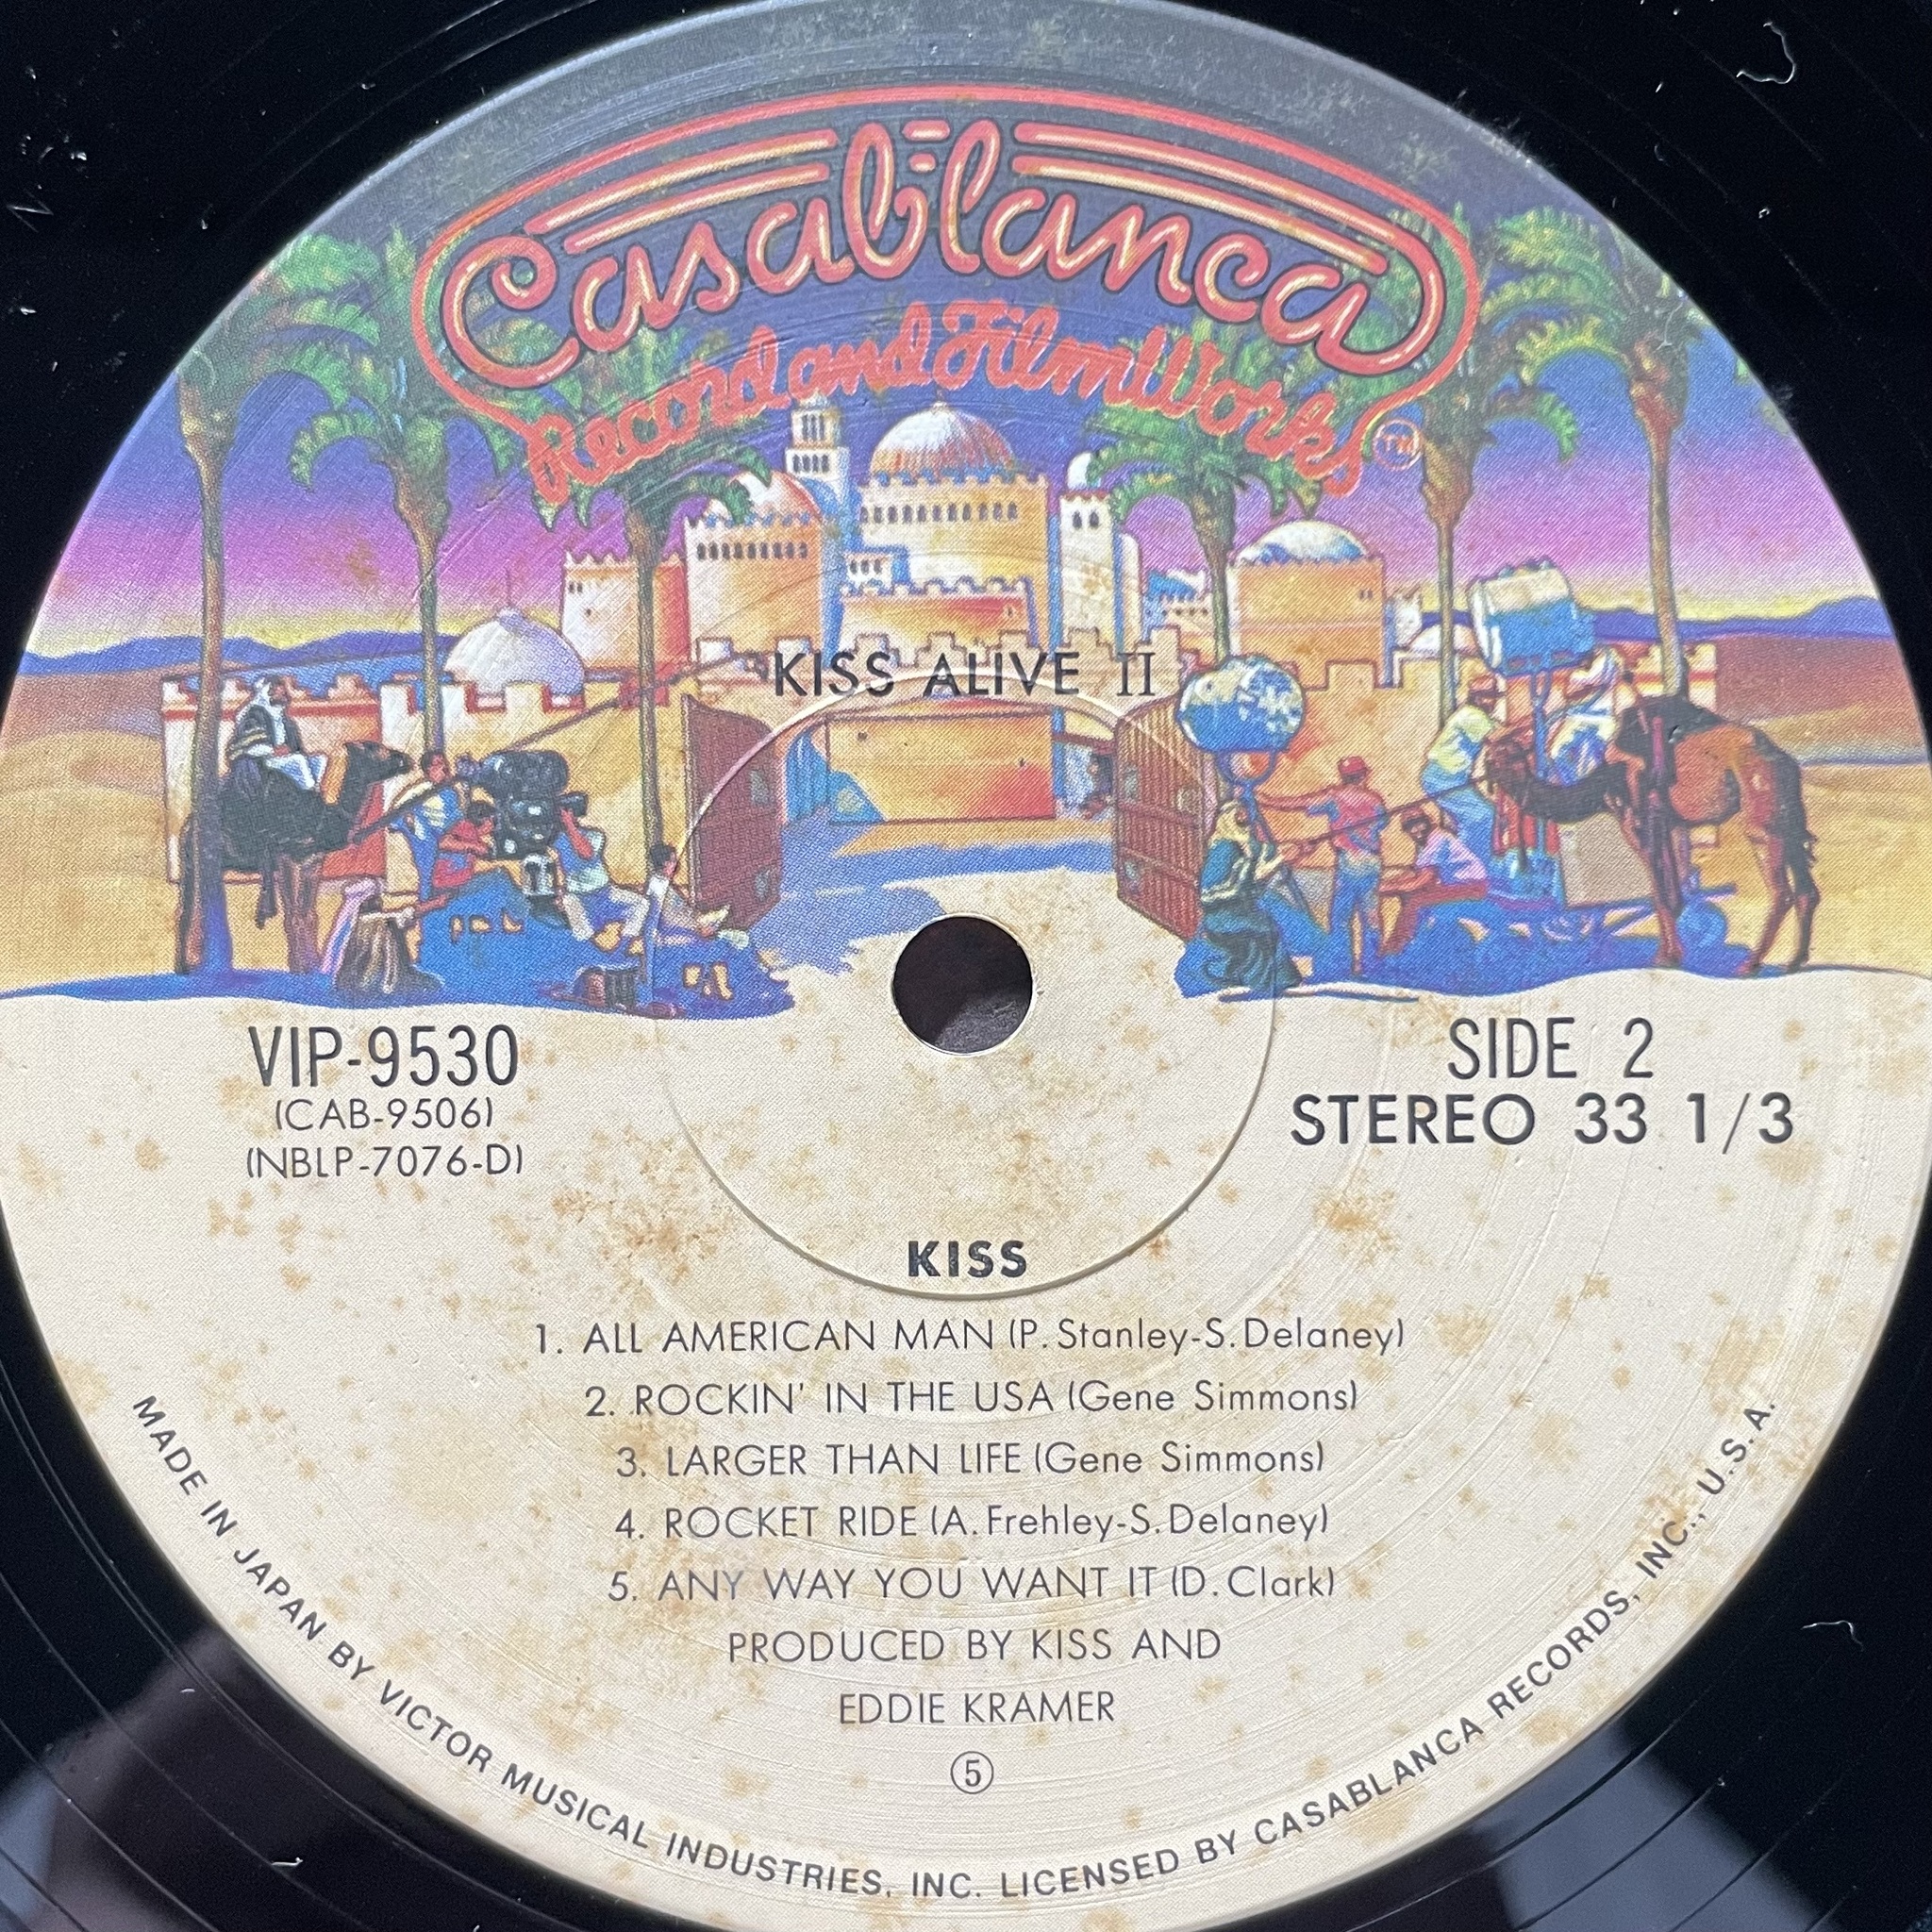 Casablanca
Record and FilmWorks
TM
KISS ALIVE II
VIP-9530
(CAB-9506)
(NBLP-7076-D)
SIDE 2
STEREO 33 1/3
KISS
1. ALL AMERICAN MAN (P. Stanley-S. Delaney)
2. ROCKIN' IN THE USA (Gene Simmons)
3. LARGER THAN LIFE (Gene Simmons)
4. ROCKET RIDE (A. Frehley-S. Delaney)
5. ANY WAY YOU WANT IT (D. Clark)
PRODUCED BY KISS AND
EDDIE KRAMER
⑤
MADE IN JAPAN BY VICTOR MUSICAL INDUSTRIES, INC. LICENSED BY CASABLANCA RECORDS, INC., U.S.A.